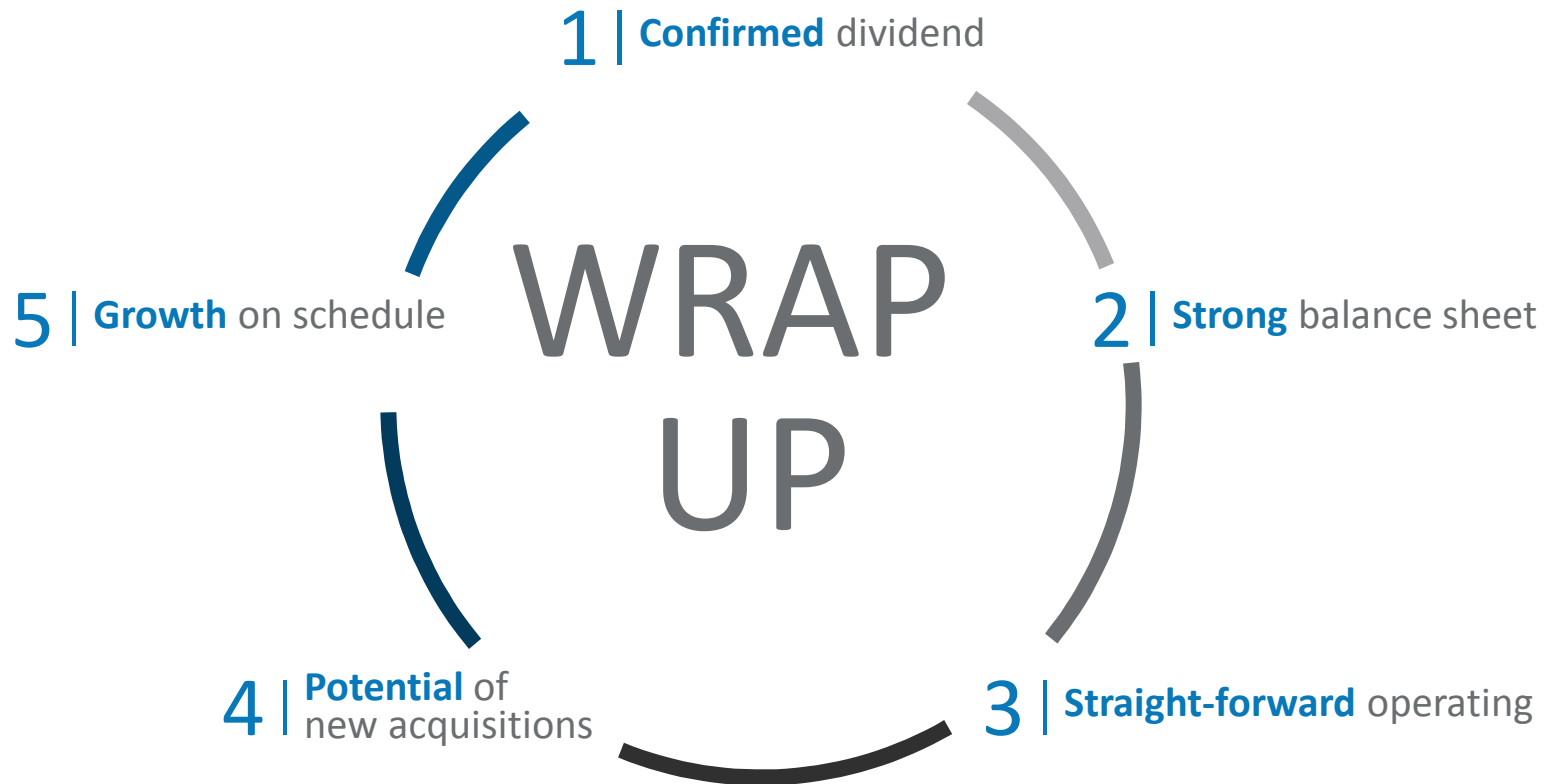 1 | Confirmed dividend
WRAP
UP
2 | Strong balance sheet
3 | Straight-forward operating
4 | Potential of
new acquisitions
5 | Growth on schedule